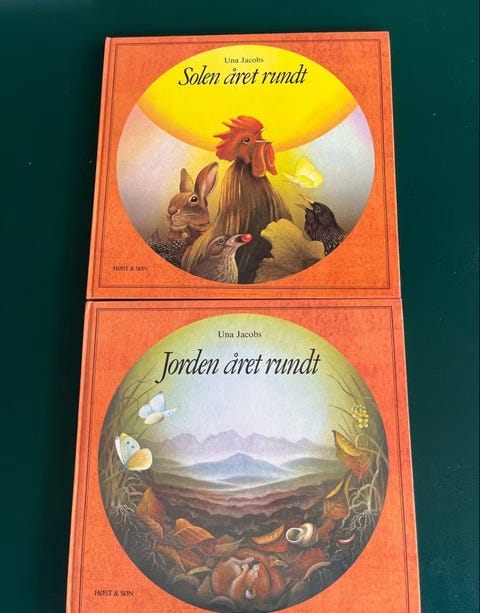 Una Jacobs
Solen året rundt
HØST & SØN
Una Jacobs
Jorden året rundt
HØST & SØN